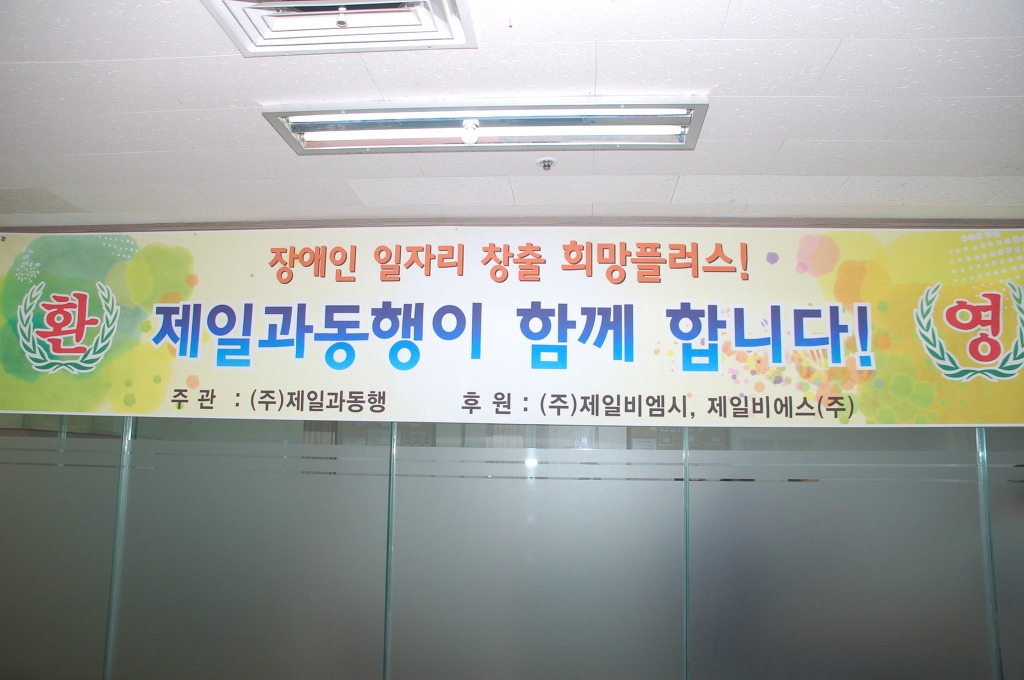 장애인 일자리 창출 희망플러스!
환 제일과동행이 함께 합니다! 영
주 관 : (주)제일과동행 후 원 : (주)제일비엠시, 제일비에스(주)